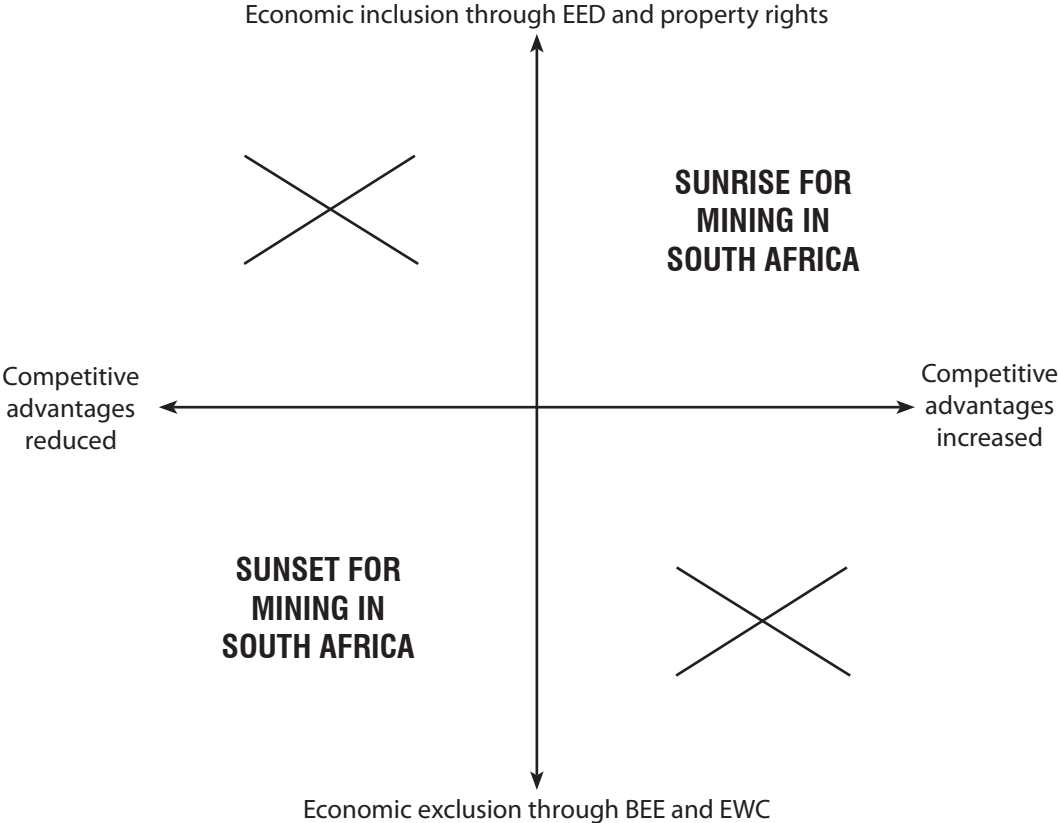 Economic inclusion through EED and property rights
SUNRISE FOR
MINING IN
SOUTH AFRICA
Competitive
advantages
reduced
Competitive
advantages
increased
SUNSET FOR
MINING IN
SOUTH AFRICA
Economic exclusion through BEE and EWC